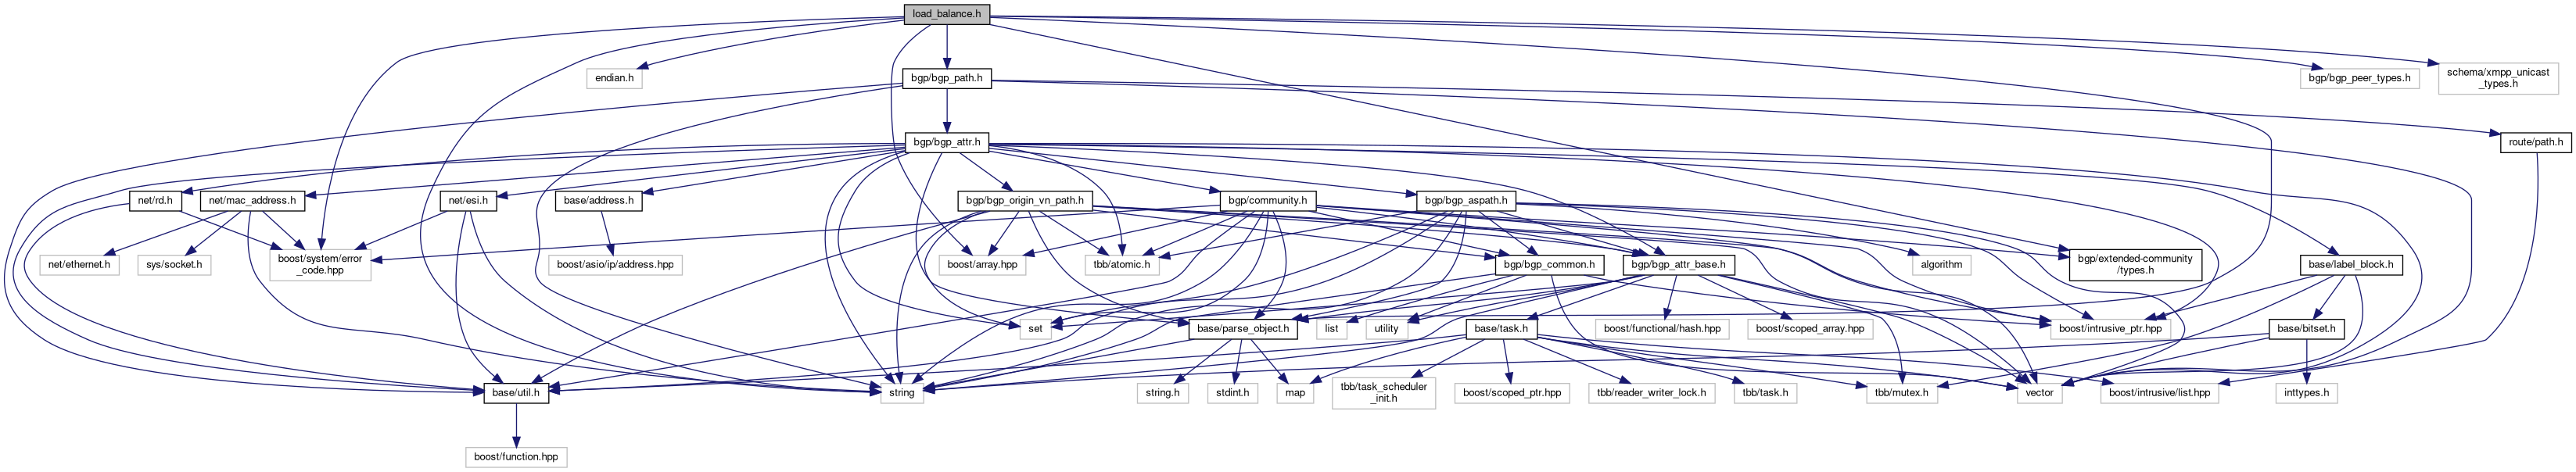 load_balance.h
endian.h
bgp/bgp_path.h
bgp/bgp_peer_types.h
schema/xmpp_unicast
_types.h
bgp/bgp_attr.h
route/path.h
net/rd.h
net/mac_address.h
net/esi.h
base/address.h
bgp/bgp_origin_vn_path.h
bgp/community.h
bgp/bgp_aspath.h
net/ethernet.h
sys/socket.h
boost/system/error
_code.hpp
boost/asio/ip/address.hpp
boost/array.hpp
tbb/atomic.h
bgp/bgp_common.h
bgp/bgp_attr_base.h
algorithm
bgp/extended-community
/types.h
base/label_block.h
set
base/parse_object.h
list
utility
base/task.h
boost/functional/hash.hpp
boost/scoped_array.hpp
boost/intrusive_ptr.hpp
base/bitset.h
base/util.h
string
string.h
stdint.h
map
tbb/task_scheduler
_init.h
boost/scoped_ptr.hpp
tbb/reader_writer_lock.h
tbb/task.h
tbb/mutex.h
vector
boost/intrusive/list.hpp
inttypes.h
boost/function.hpp